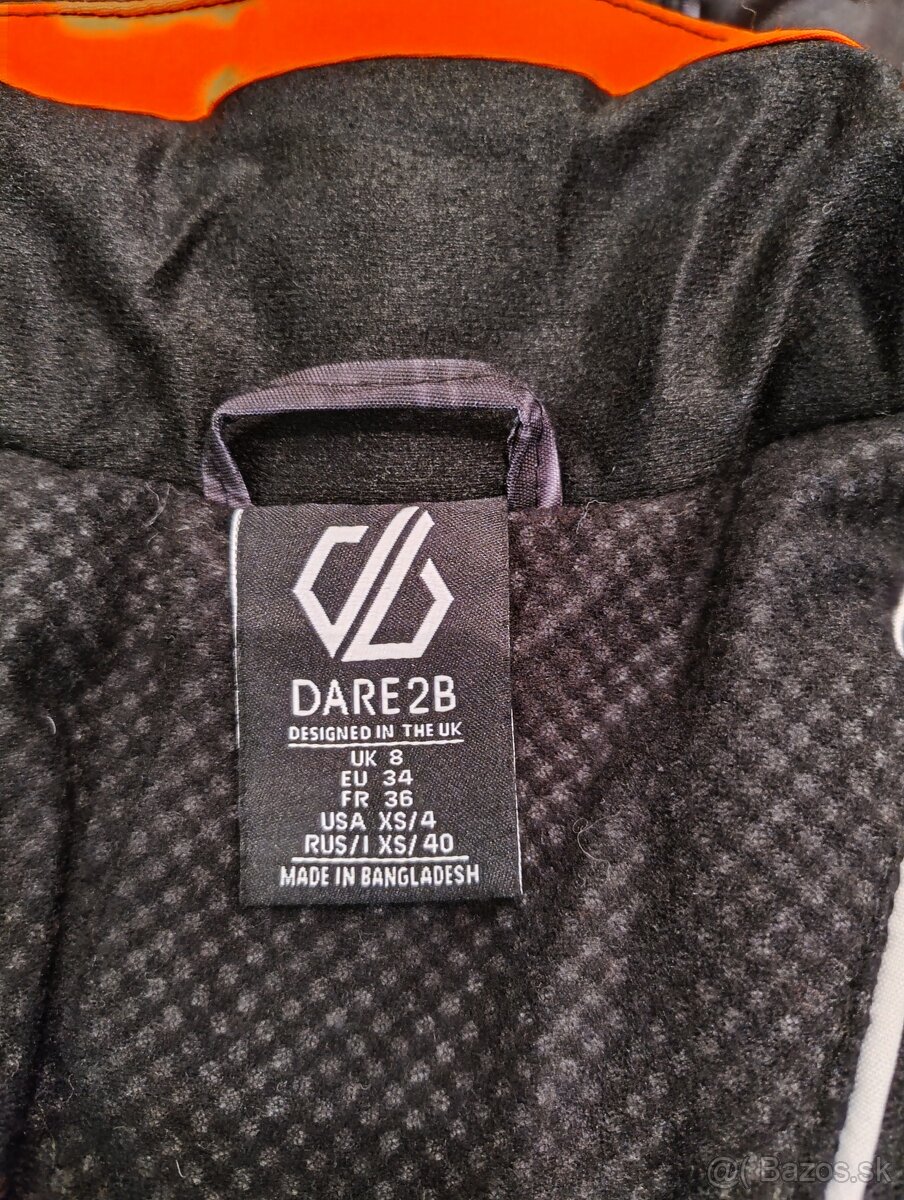 DARE2B
DESIGNED IN THE UK
UK 8
EU 34
FR 36
USA XS/4
RUS/I XS/40
MADE IN BANGLADESH
@( Bazos.sk